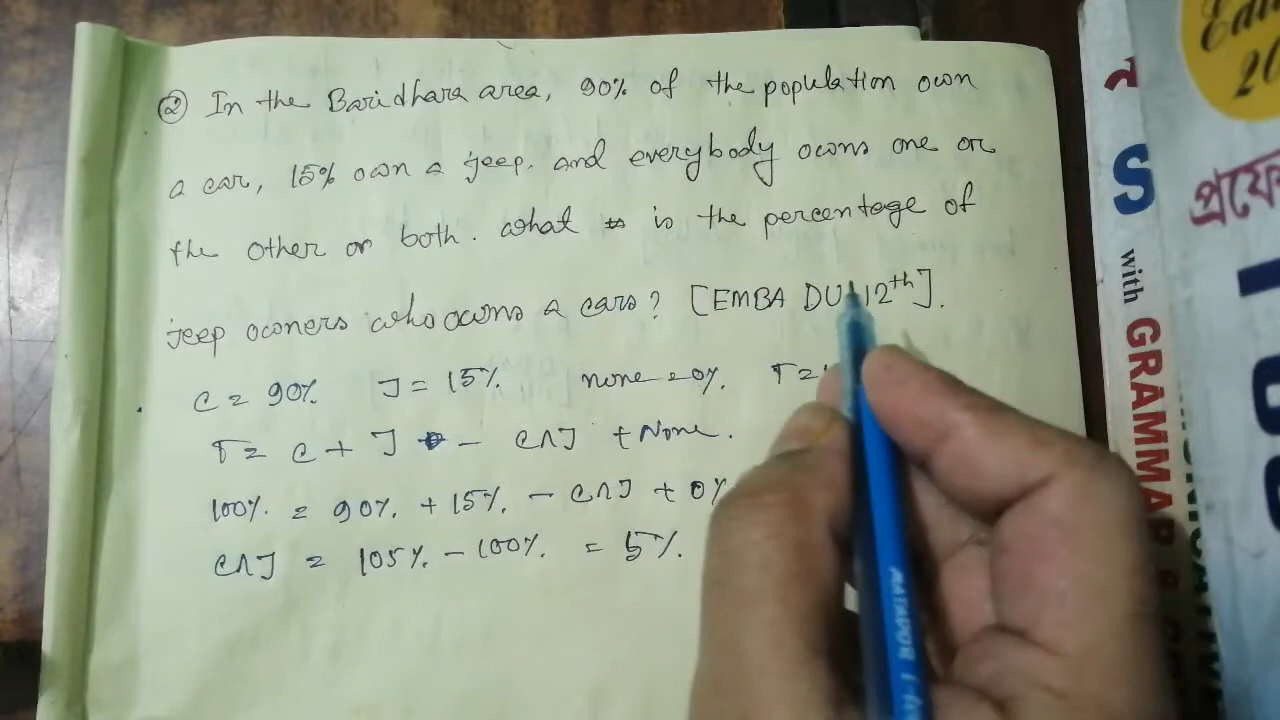 ② In the Baridhara area, 90% of the population own
a car, 15% own a jeep. and everybody owns one or
the other or both. what is the percentage of
jeep owners who owns a cars? [EMBA DU 12th].
C = 90% J = 15% none = 0%. T =
T = C + J - C∩J + None.
100% = 90% + 15% - C∩J + 0%
C∩J = 105% - 100% = 5%.
S with GRAMMAR
MATADOR